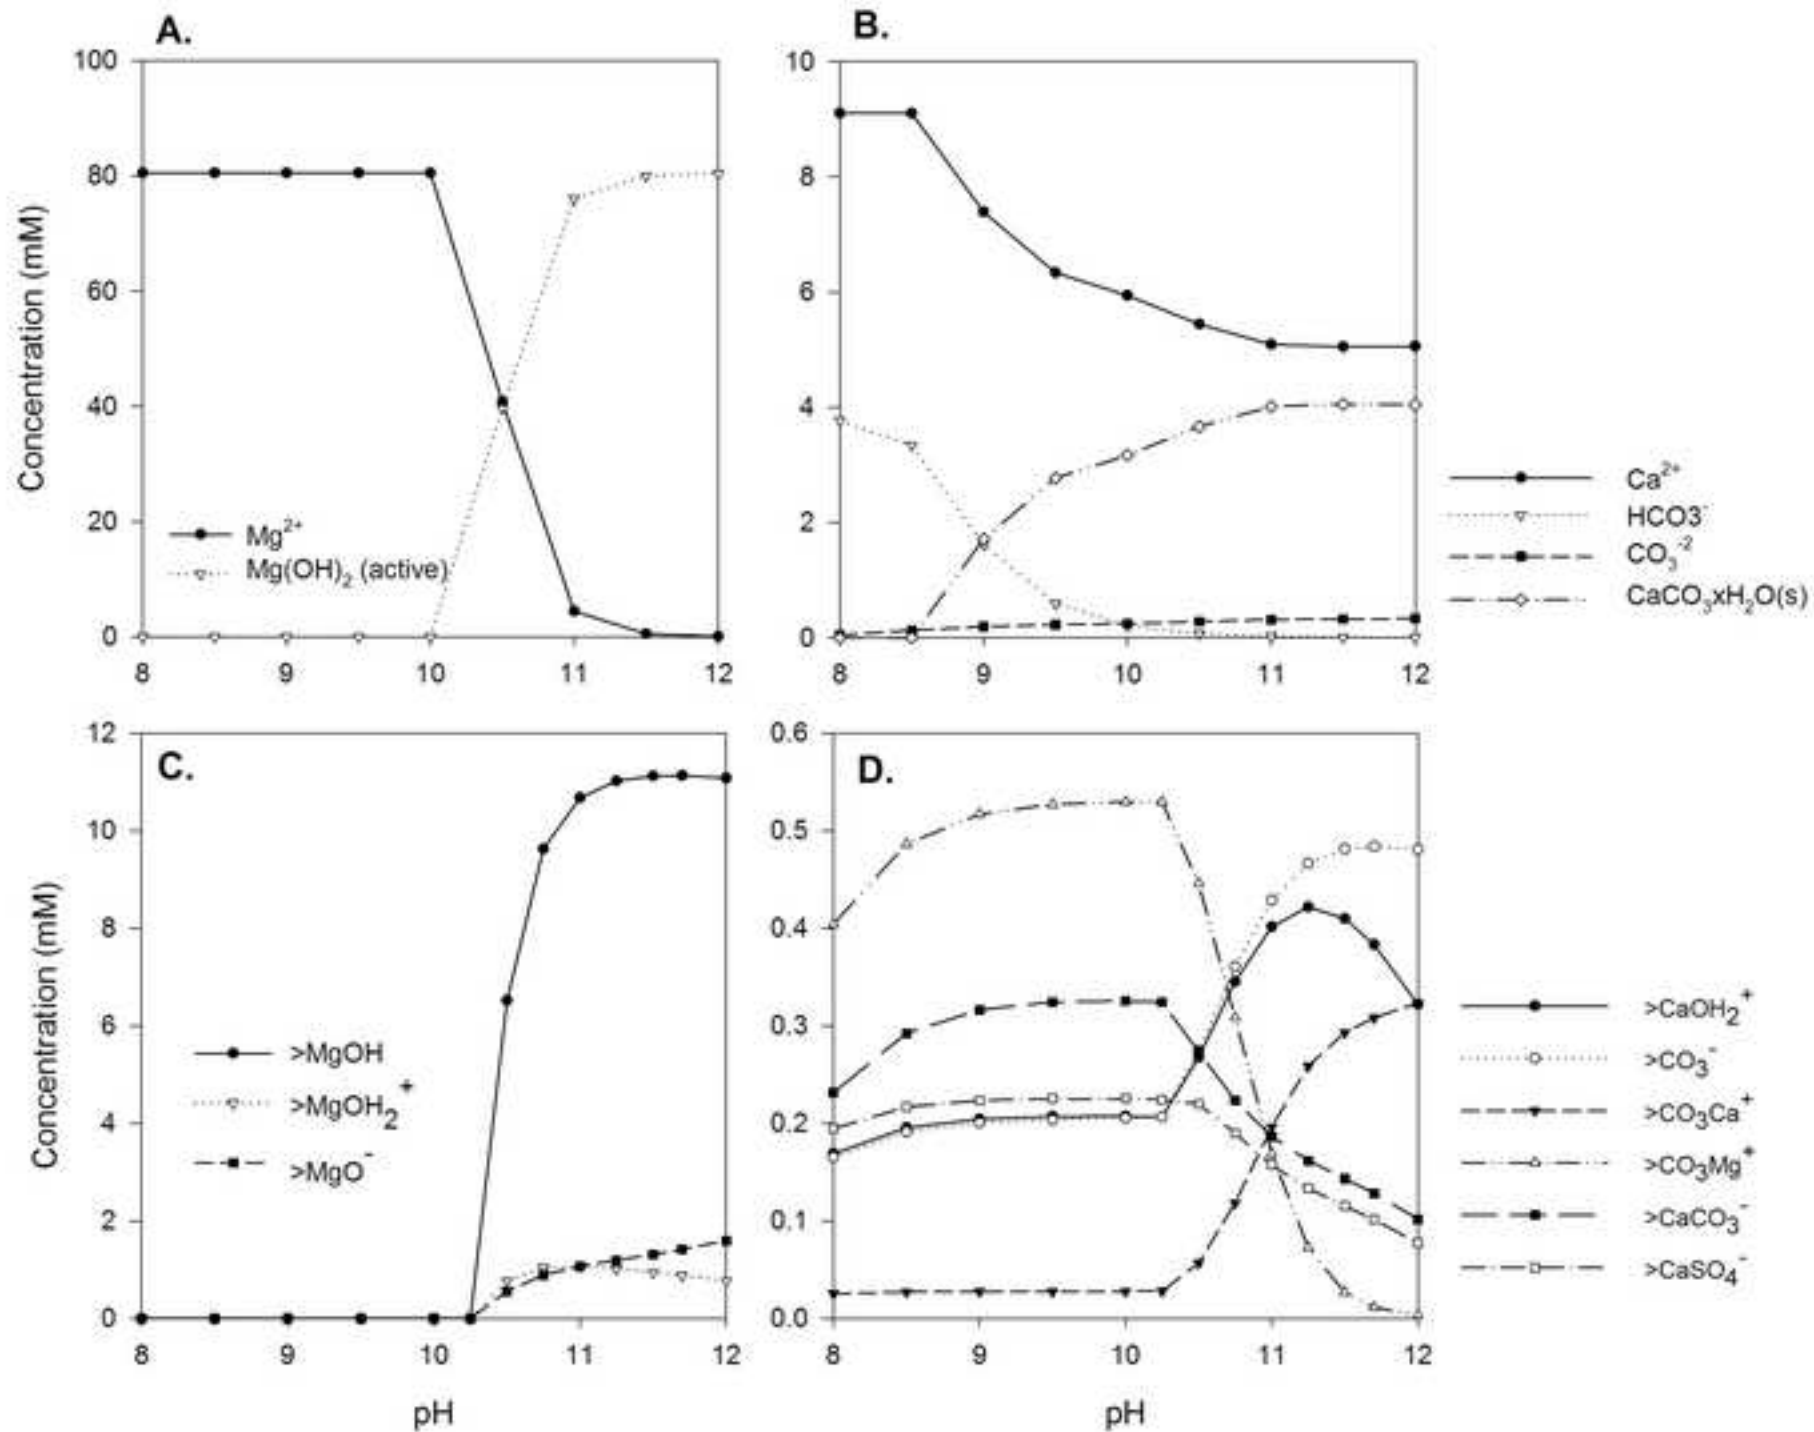 A.
100
80
60
40
20
0
8 9 10 11 12
Concentration (mM)
Mg²⁺
Mg(OH)₂ (active)
B.
10
8
6
4
2
0
8 9 10 11 12
Ca²⁺
HCO3⁻
CO₃⁻²
CaCO₃xH₂O(s)
C.
12
10
8
6
4
2
0
8 9 10 11 12
Concentration (mM)
pH
>MgOH
>MgOH₂⁺
>MgO⁻
D.
0.6
0.5
0.4
0.3
0.2
0.1
0.0
8 9 10 11 12
pH
>CaOH₂⁺
>CO₃⁻
>CO₃Ca⁺
>CO₃Mg⁺
>CaCO₃⁻
>CaSO₄⁻